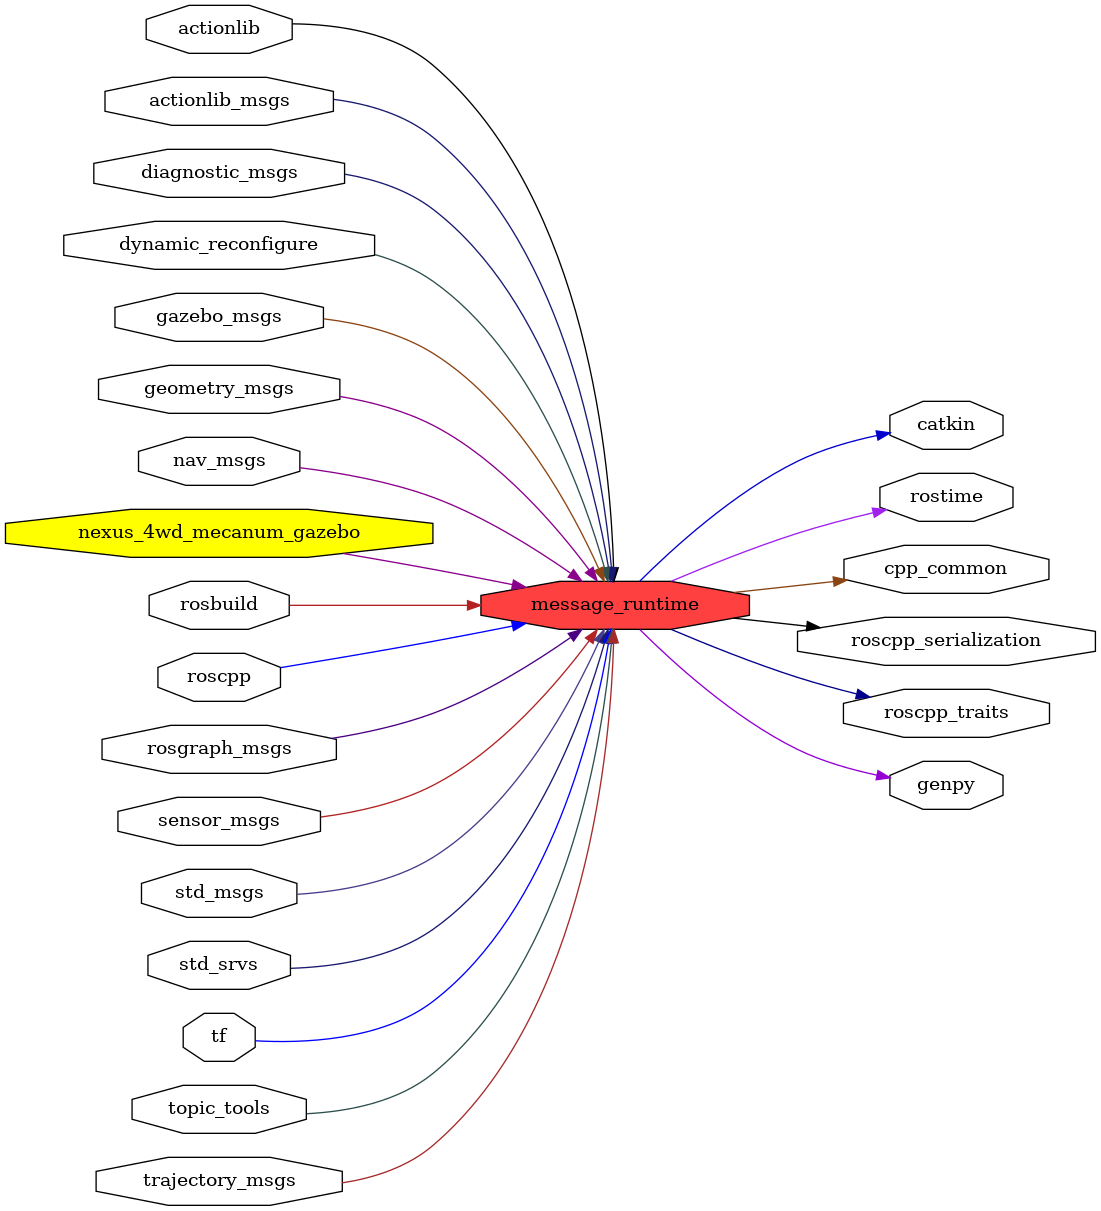 actionlib
actionlib_msgs
diagnostic_msgs
dynamic_reconfigure
gazebo_msgs
geometry_msgs
nav_msgs
nexus_4wd_mecanum_gazebo
rosbuild
roscpp
rosgraph_msgs
sensor_msgs
std_msgs
std_srvs
tf
topic_tools
trajectory_msgs
message_runtime
catkin
rostime
cpp_common
roscpp_serialization
roscpp_traits
genpy